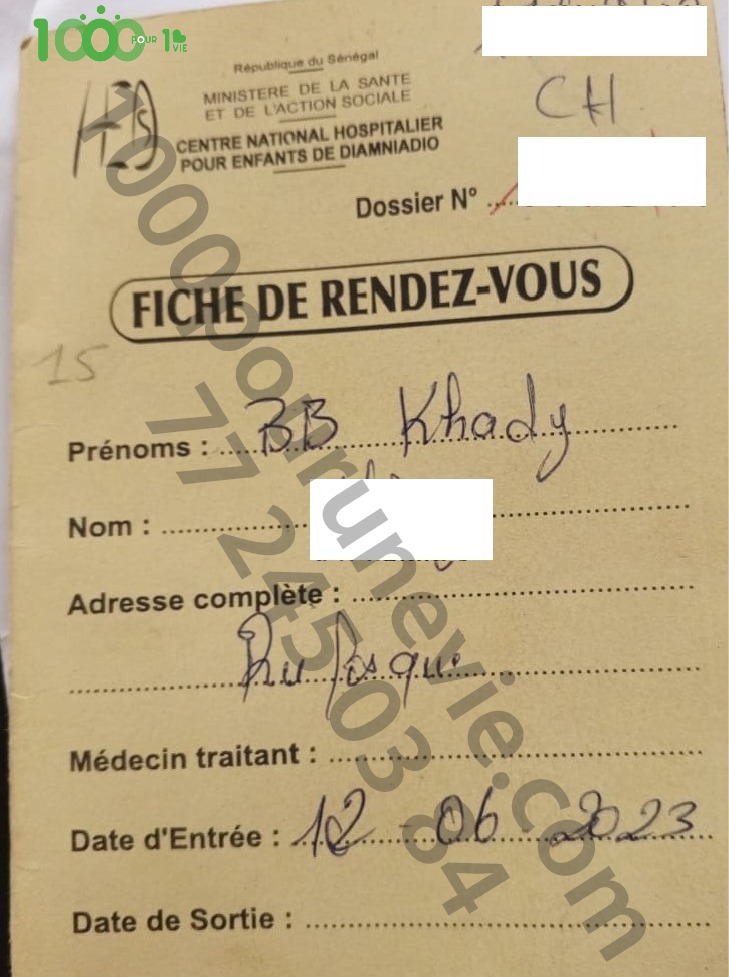 1000 POUR 1 VIE
République du Sénégal
MINISTERE DE LA SANTE
ET DE L'ACTION SOCIALE
CENTRE NATIONAL HOSPITALIER
POUR ENFANTS DE DIAMNIADIO
CH
Dossier N° ....
FICHE DE RENDEZ-VOUS
15
Prénoms : BB Khady
Nom :
Adresse complète :
Rufisque
Médecin traitant :
Date d'Entrée : 12 06 2023
Date de Sortie :
1000pourunevie.com
77 245 03 84